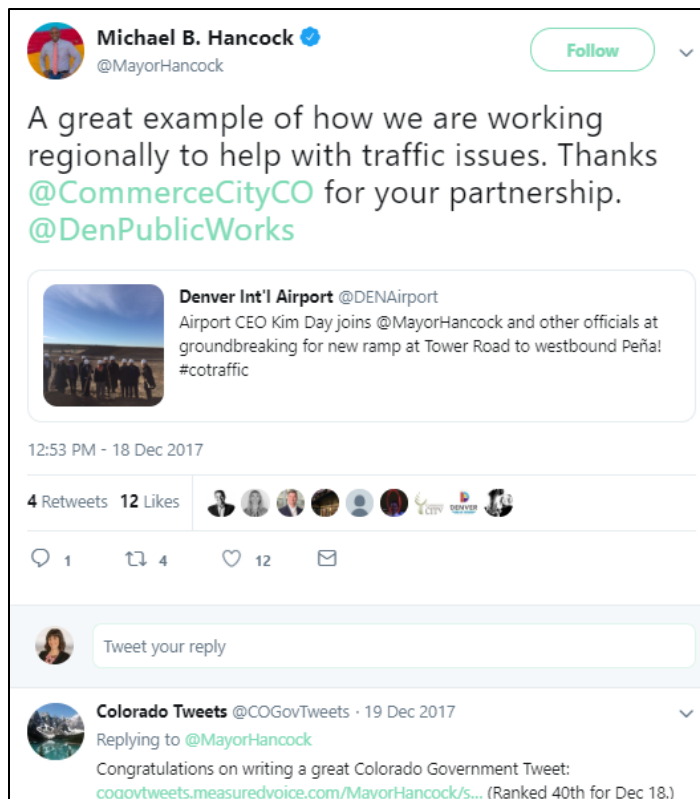 Michael B. Hancock
@MayorHancock
Follow
A great example of how we are working
regionally to help with traffic issues. Thanks
@CommerceCityCO for your partnership.
@DenPublicWorks
Denver Int'l Airport @DENAirport
Airport CEO Kim Day joins @MayorHancock and other officials at
groundbreaking for new ramp at Tower Road to westbound Peña!
#cotraffic
12:53 PM - 18 Dec 2017
4 Retweets 12 Likes
CITY
DENVER
1 4 12
Tweet your reply
Colorado Tweets @COGovTweets · 19 Dec 2017
Replying to @MayorHancock
Congratulations on writing a great Colorado Government Tweet:
cogovtweets.measuredvoice.com/MayorHancock/s... (Ranked 40th for Dec 18.)